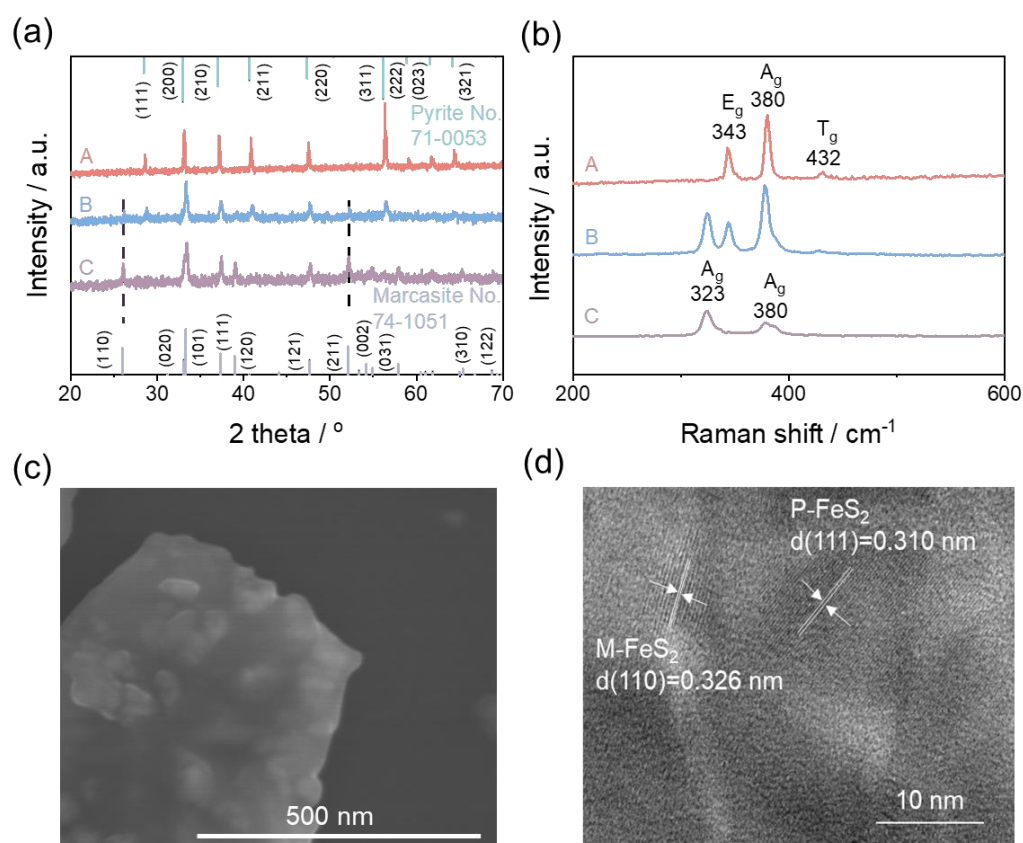 (a)
(111)
(200)
(210)
(211)
(220)
(311)
(222)
(023)
(321)
Pyrite No.
71-0053
A
B
C
Marcasite No.
74-1051
(110)
(020)
(101)
(111)
(120)
(121)
(211)
(002)
(031)
(310)
(122)
20
30
40
50
60
70
2 theta / º
Intensity / a.u.
(b)
Ag
380
Eg
343
Tg
432
A
B
Ag
323
Ag
380
C
200
400
600
Raman shift / cm-1
Intensity / a.u.
(c)
500 nm
(d)
P-FeS2
d(111)=0.310 nm
M-FeS2
d(110)=0.326 nm
10 nm